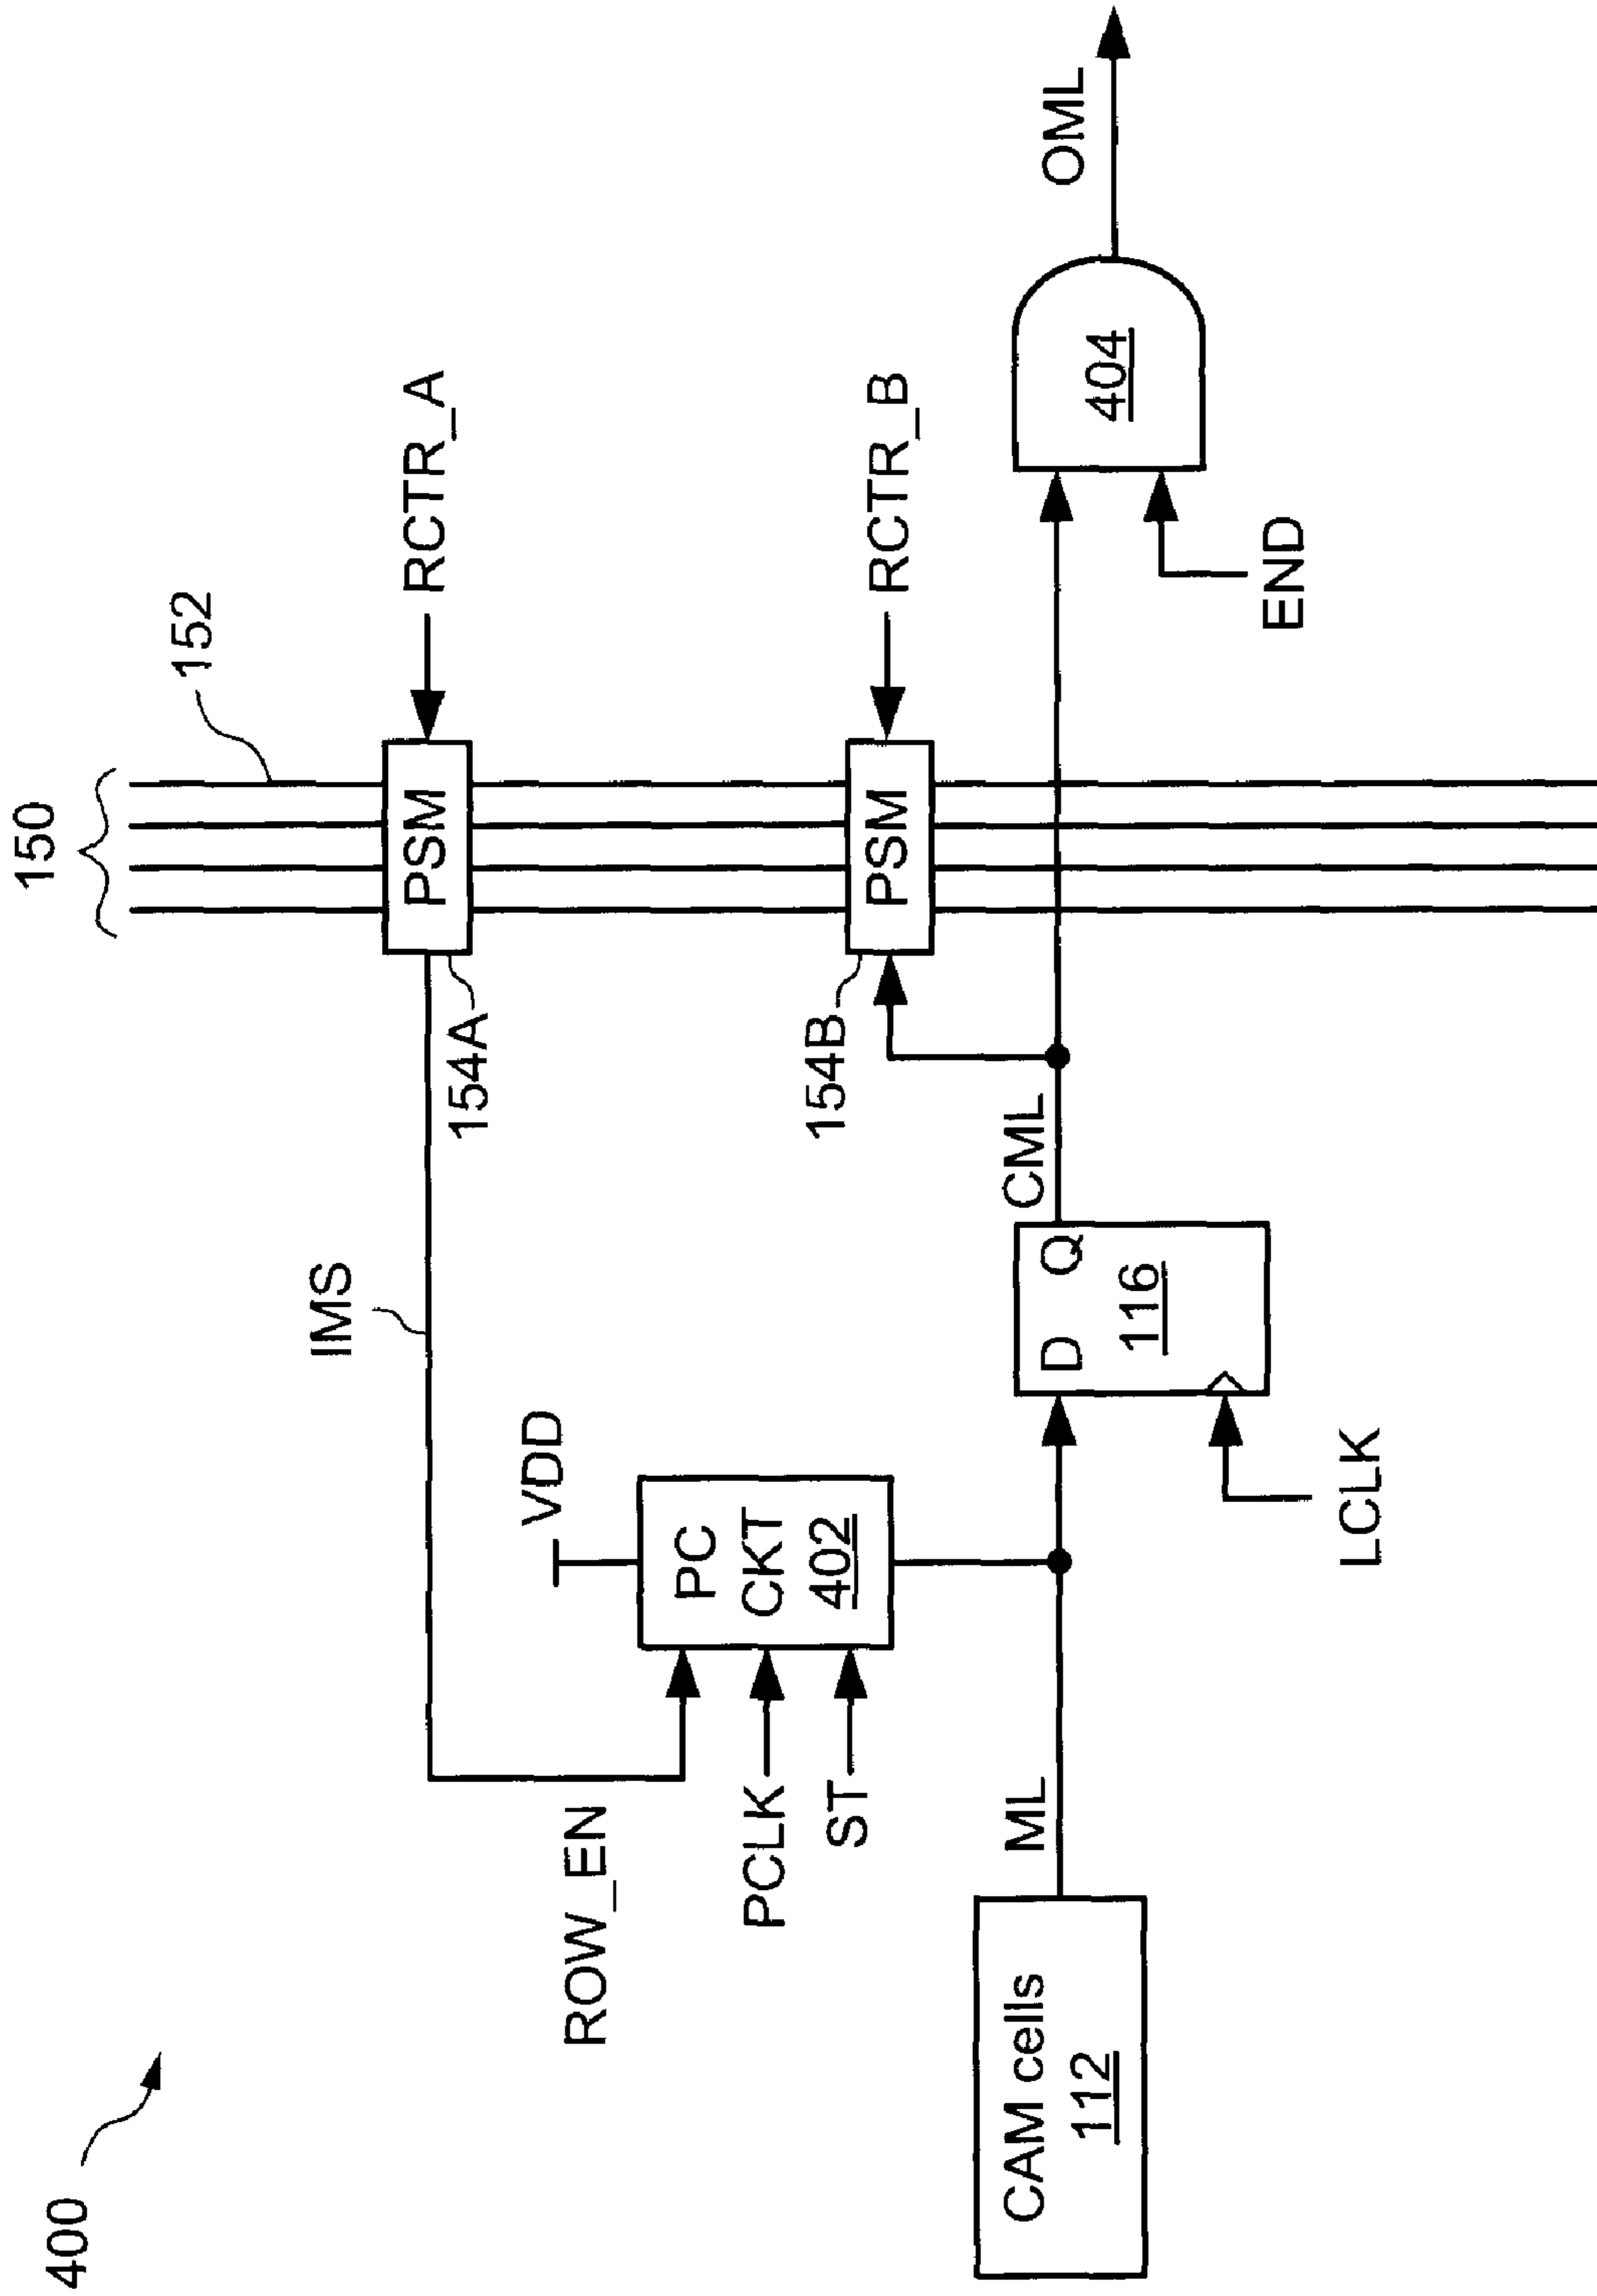 400
150
152
PSM
RCTR_A
154A
IMS
ROW_EN
VDD
PC
CKT
402
PCLK
ST
PSM
RCTR_B
154B
CAM cells
112
ML
D Q
116
LCLK
CML
404
END
OML